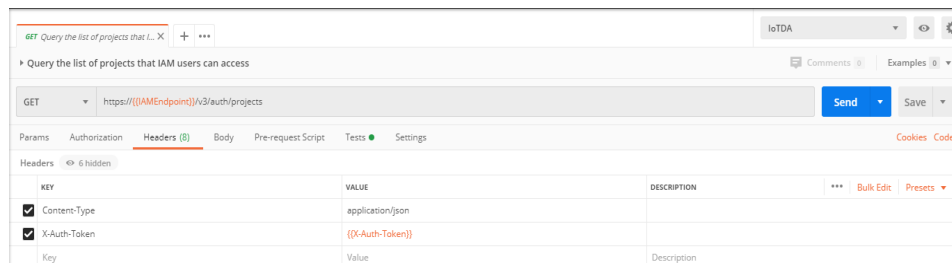 IoTDA
GET Query the list of projects that I...
Query the list of projects that IAM users can access
Comments 0 Examples 0
GET https://{{IAMEndpoint}}/v3/auth/projects Send Save
Params Authorization Headers (8) Body Pre-request Script Tests Settings Cookies Code
Headers 6 hidden
KEY VALUE DESCRIPTION Bulk Edit Presets
Content-Type application/json
X-Auth-Token {{X-Auth-Token}}
Key Value Description